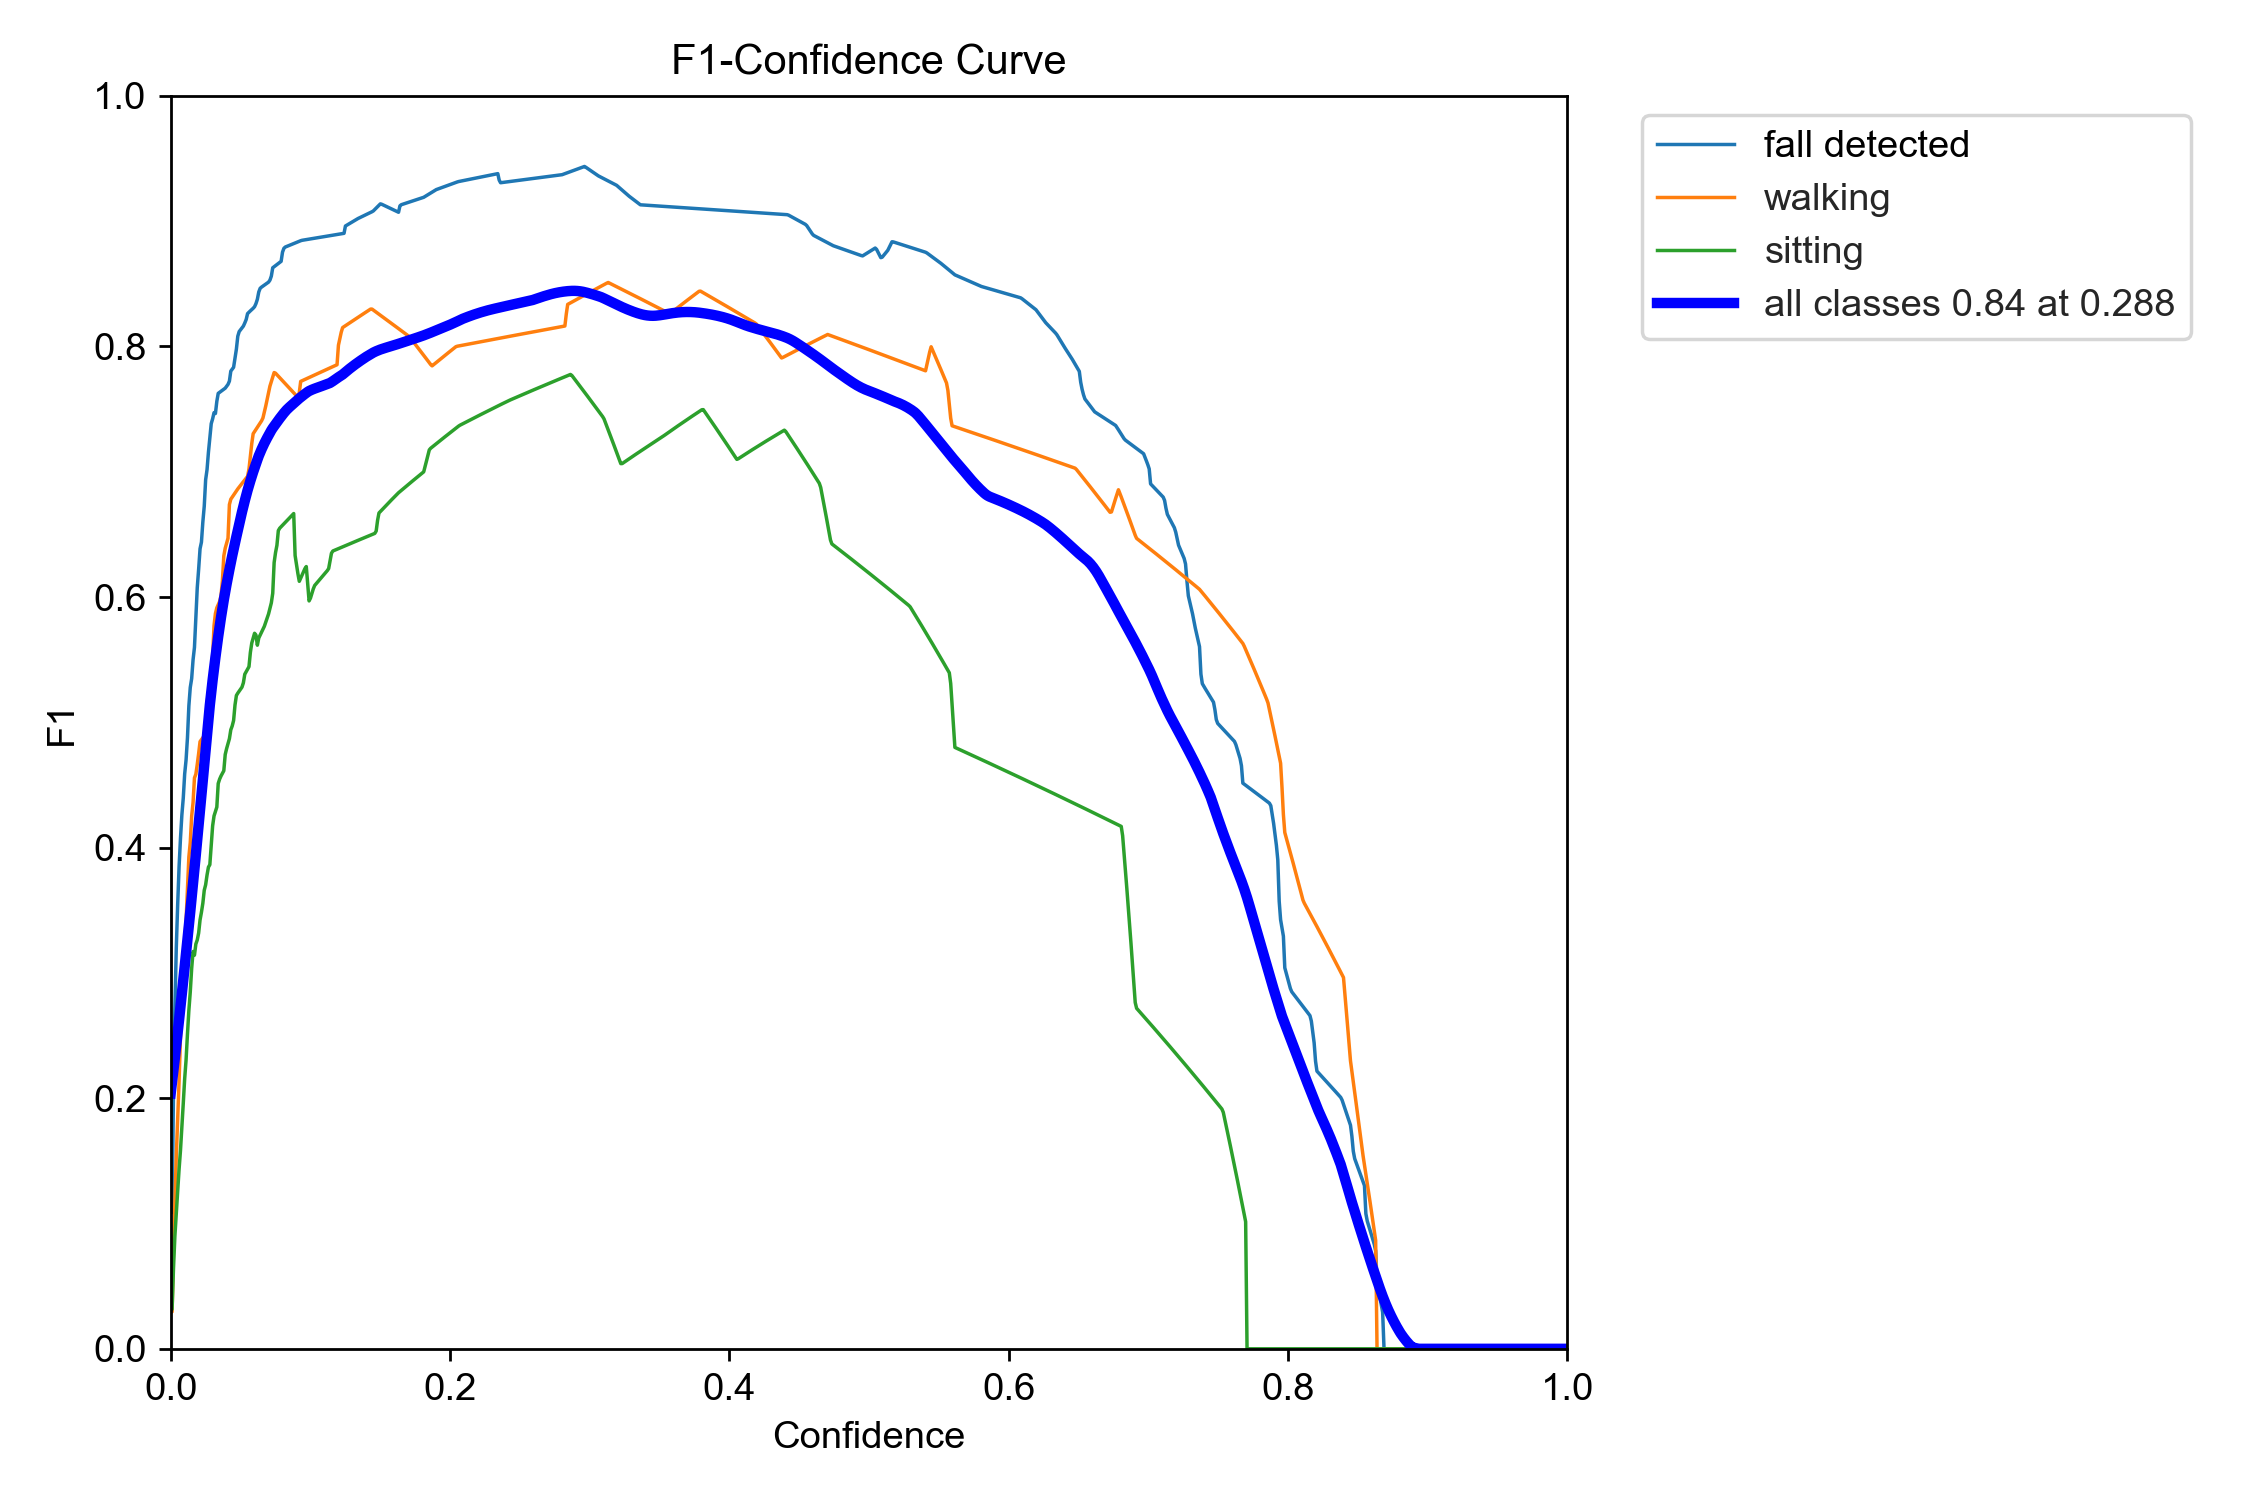 F1-Confidence Curve
1.0
0.8
0.6
0.4
0.2
0.0
F1
0.0 0.2 0.4 0.6 0.8 1.0
Confidence
fall detected
walking
sitting
all classes 0.84 at 0.288